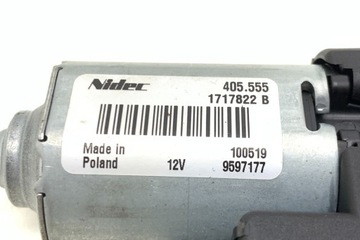 Nidec 405.555
1717822 B
Made in 100519
Poland 12V 9597177